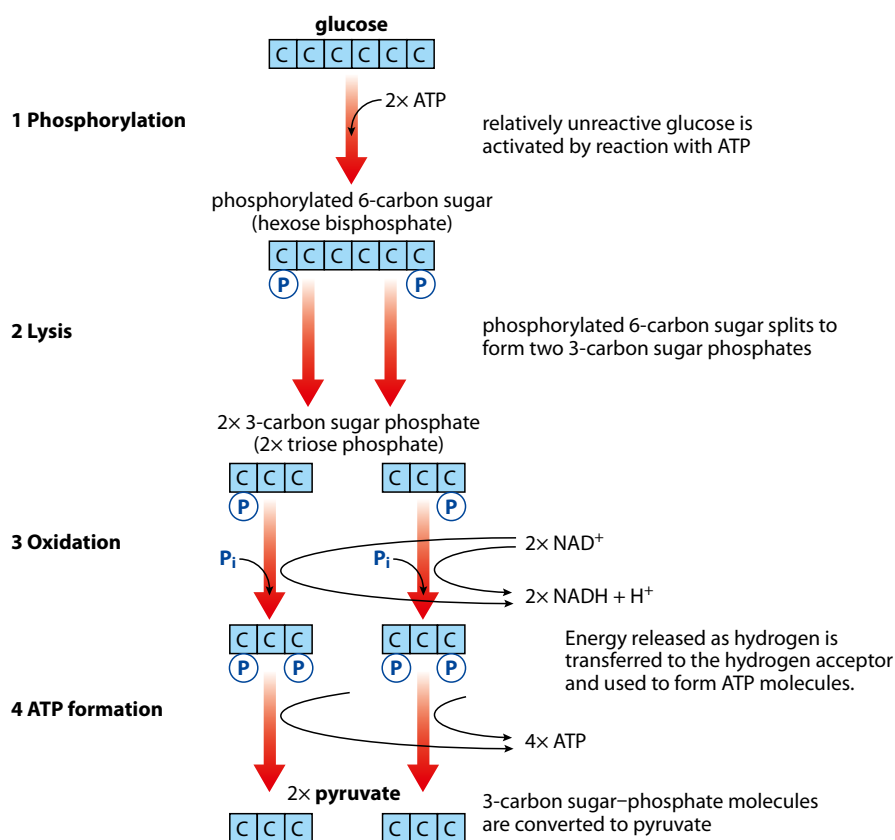 glucose
C C C C C C
2× ATP
1 Phosphorylation
relatively unreactive glucose is
activated by reaction with ATP
phosphorylated 6-carbon sugar
(hexose bisphosphate)
C C C C C C
P P
2 Lysis
phosphorylated 6-carbon sugar splits to
form two 3-carbon sugar phosphates
2× 3-carbon sugar phosphate
(2× triose phosphate)
C C C C C C
P P
3 Oxidation
2× NAD⁺
Pᵢ Pᵢ
2× NADH + H⁺
C C C C C C
P P P P
Energy released as hydrogen is
transferred to the hydrogen acceptor
and used to form ATP molecules.
4 ATP formation
4× ATP
2× pyruvate
3-carbon sugar–phosphate molecules
are converted to pyruvate
C C C C C C